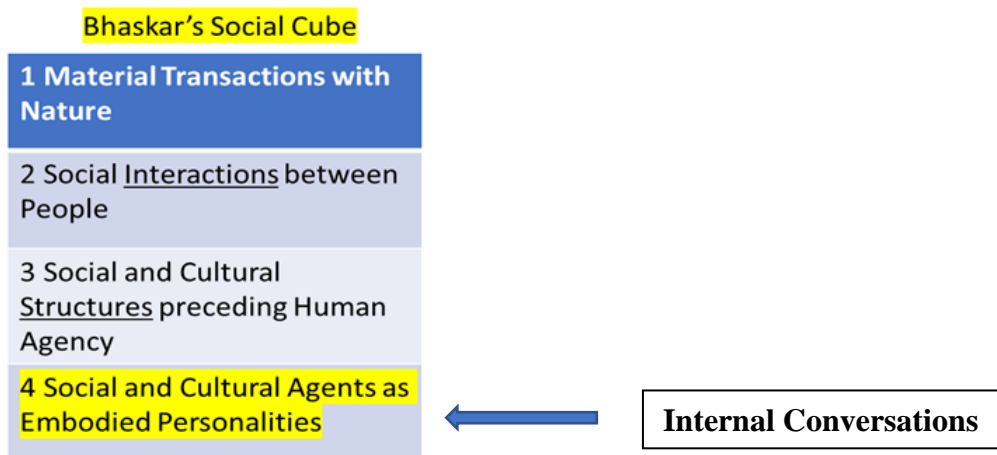 Bhaskar’s Social Cube
1 Material Transactions with
Nature
2 Social Interactions between
People
3 Social and Cultural
Structures preceding Human
Agency
4 Social and Cultural Agents as
Embodied Personalities
Internal Conversations